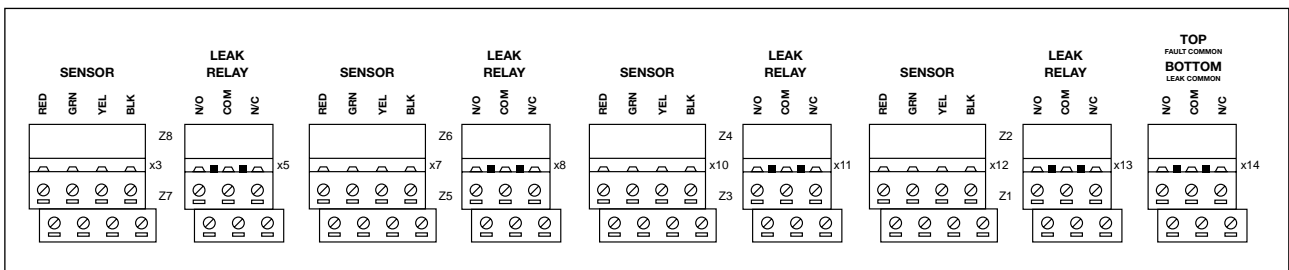 SENSOR
RED GRN YEL BLK
LEAK
RELAY
N/O COM N/C
SENSOR
RED GRN YEL BLK
LEAK
RELAY
N/O COM N/C
SENSOR
RED GRN YEL BLK
LEAK
RELAY
N/O COM N/C
SENSOR
RED GRN YEL BLK
LEAK
RELAY
N/O COM N/C
TOP
FAULT COMMON
BOTTOM
LEAK COMMON
N/O COM N/C
Z8 Z6 Z4 Z2
x3 x5 x7 x8 x10 x11 x12 x13 x14
Z7 Z5 Z3 Z1